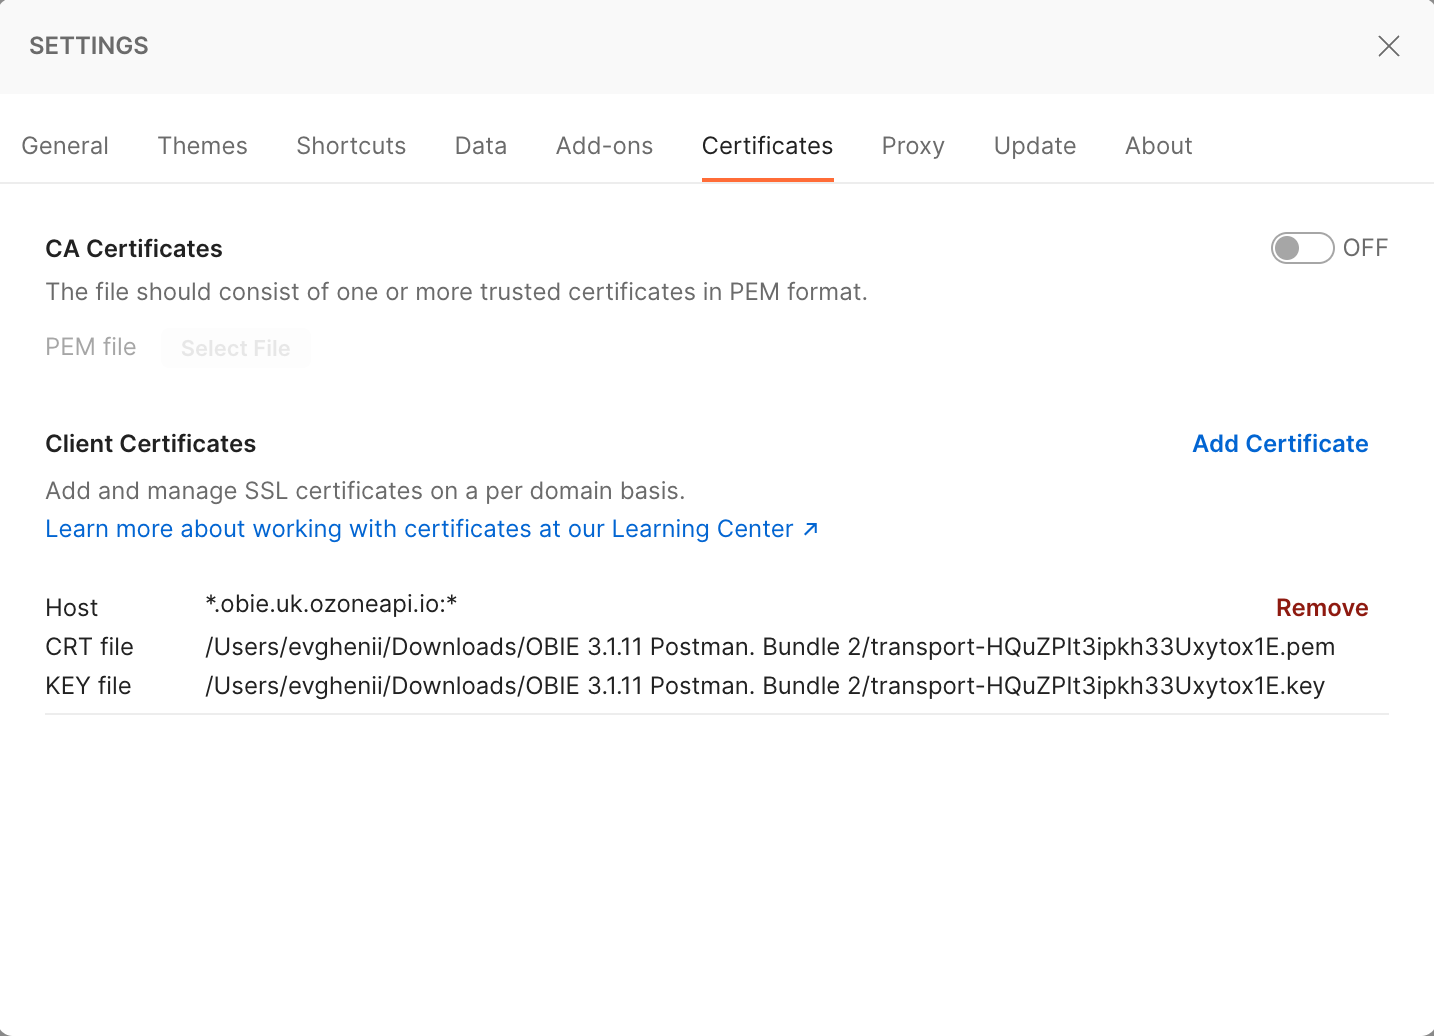 SETTINGS
General Themes Shortcuts Data Add-ons Certificates Proxy Update About
CA Certificates OFF
The file should consist of one or more trusted certificates in PEM format.
PEM file Select File
Client Certificates Add Certificate
Add and manage SSL certificates on a per domain basis.
Learn more about working with certificates at our Learning Center ↗
Host *.obie.uk.ozoneapi.io:* Remove
CRT file /Users/evghenii/Downloads/OBIE 3.1.11 Postman. Bundle 2/transport-HQuZPIt3ipkh33Uxytox1E.pem
KEY file /Users/evghenii/Downloads/OBIE 3.1.11 Postman. Bundle 2/transport-HQuZPIt3ipkh33Uxytox1E.key